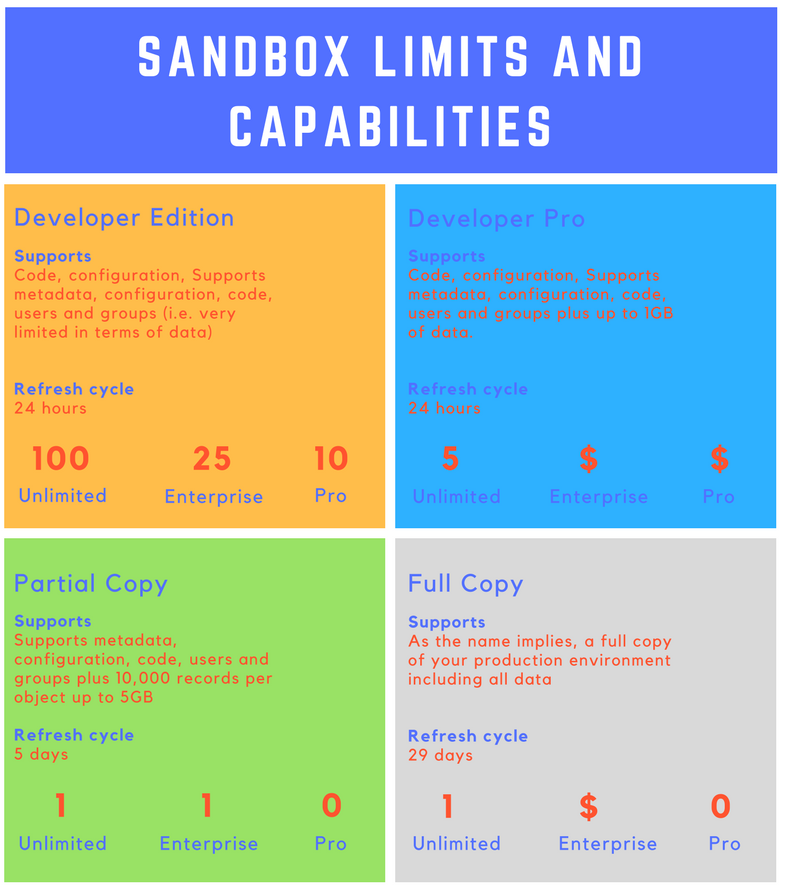 SANDBOX LIMITS AND
CAPABILITIES
Developer Edition
Supports
Code, configuration, Supports
metadata, configuration, code,
users and groups (i.e. very
limited in terms of data)
Refresh cycle
24 hours
100 25 10
Unlimited Enterprise Pro
Developer Pro
Supports
Code, configuration, Supports
metadata, configuration, code,
users and groups plus up to 1GB
of data.
Refresh cycle
24 hours
5 $ $
Unlimited Enterprise Pro
Partial Copy
Supports
Supports metadata,
configuration, code, users and
groups plus 10,000 records per
object up to 5GB
Refresh cycle
5 days
1 1 0
Unlimited Enterprise Pro
Full Copy
Supports
As the name implies, a full copy
of your production environment
including all data
Refresh cycle
29 days
1 $ 0
Unlimited Enterprise Pro